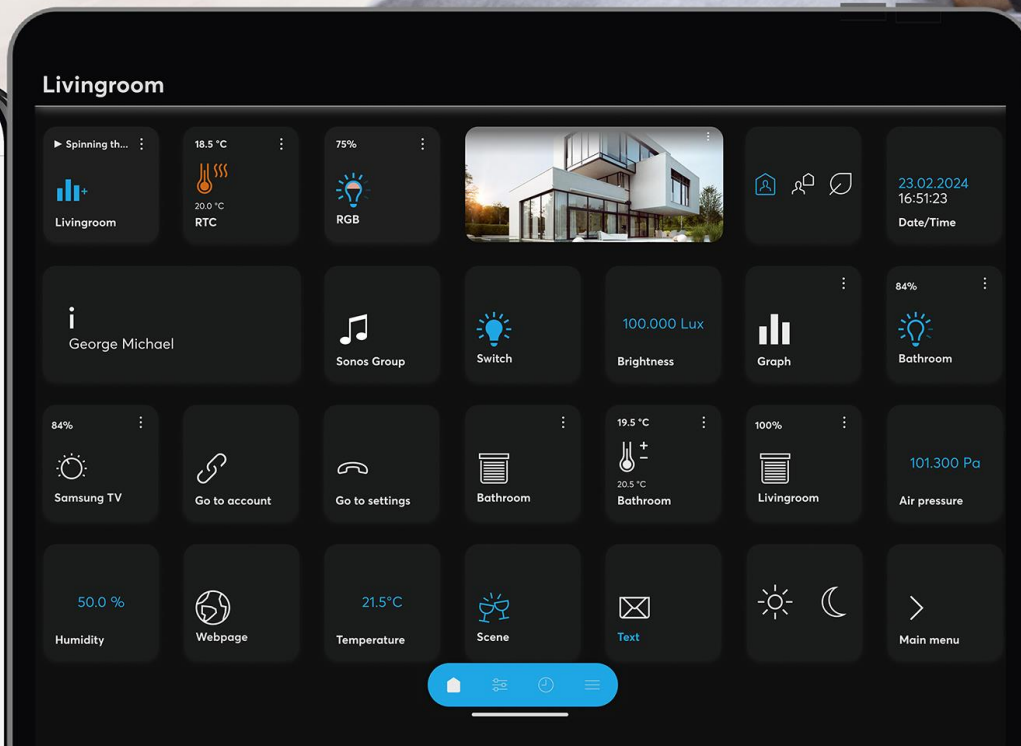 Livingroom
Spinning th...
Livingroom
18.5 °C
20.0 °C
RTC
75%
RGB
23.02.2024
16:51:23
Date/Time
i
George Michael
Sonos Group
Switch
100.000 Lux
Brightness
Graph
84%
Bathroom
84%
Samsung TV
Go to account
Go to settings
Bathroom
19.5 °C
20.5 °C
Bathroom
100%
Livingroom
101.300 Pa
Air pressure
50.0 %
Humidity
Webpage
21.5°C
Temperature
Scene
Text
Main menu